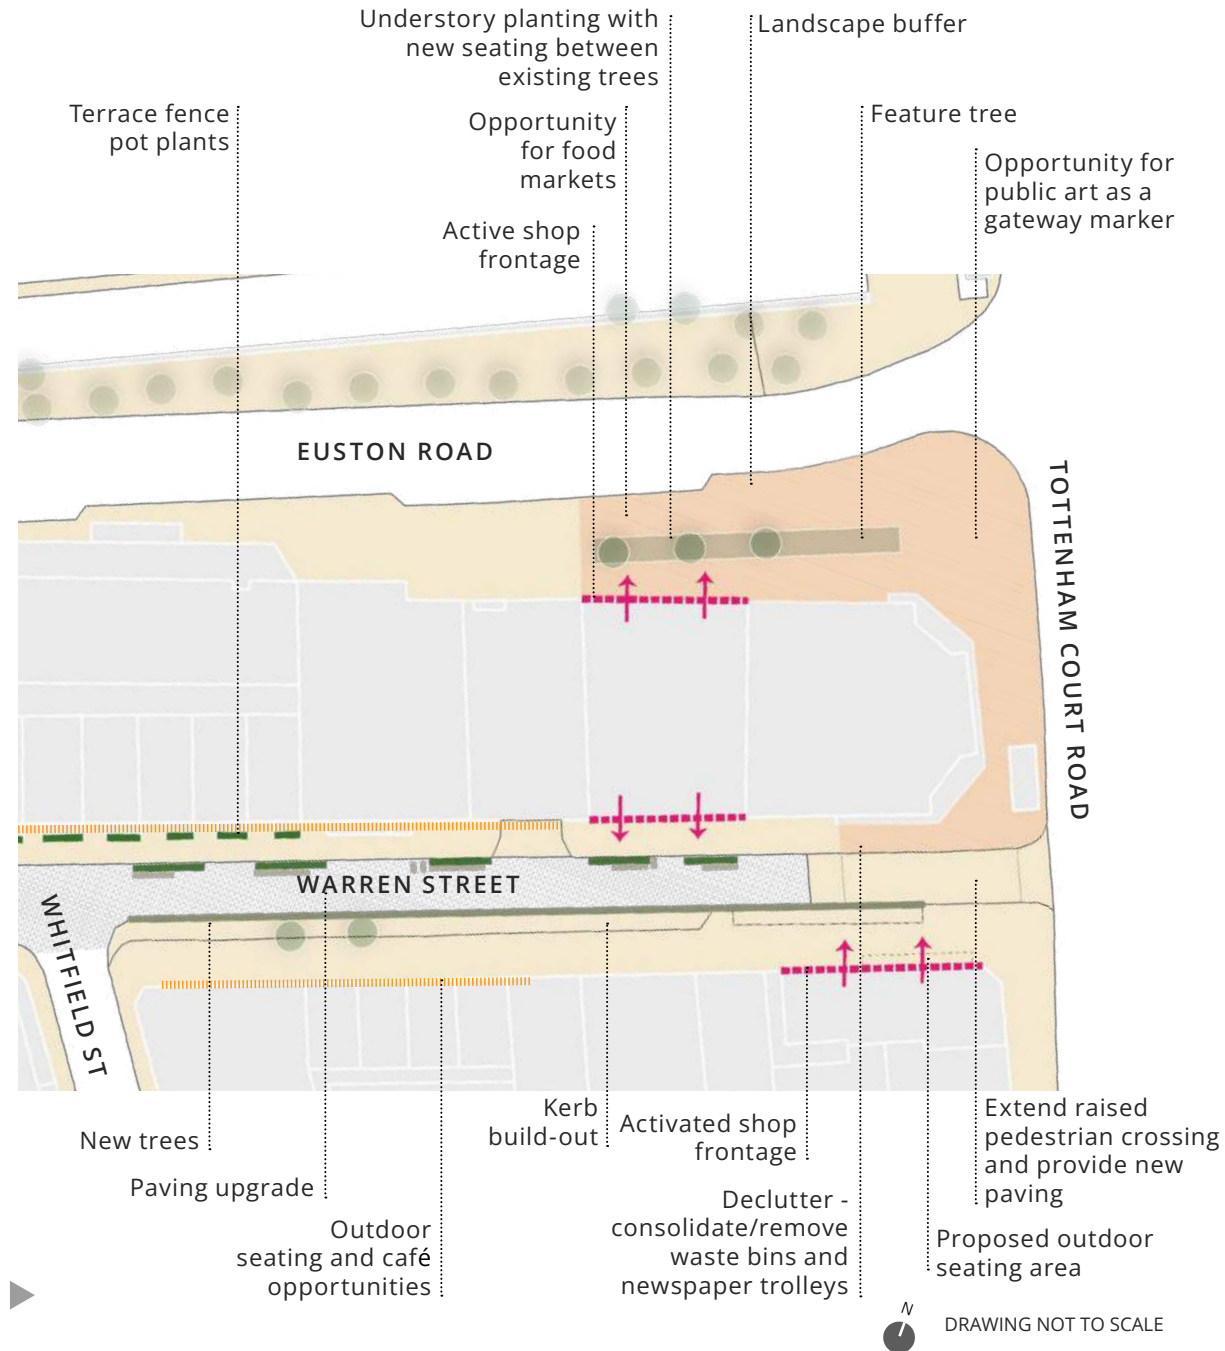 Understory planting with
new seating between
existing trees
Landscape buffer
Terrace fence
pot plants
Opportunity
for food
markets
Feature tree
Opportunity for
public art as a
gateway marker
Active shop
frontage
EUSTON ROAD
TOTTENHAM COURT ROAD
WARREN STREET
WHITFIELD ST
New trees
Paving upgrade
Outdoor
seating and café
opportunities
Kerb
build-out
Activated shop
frontage
Declutter -
consolidate/remove
waste bins and
newspaper trolleys
Extend raised
pedestrian crossing
and provide new
paving
Proposed outdoor
seating area
N
DRAWING NOT TO SCALE